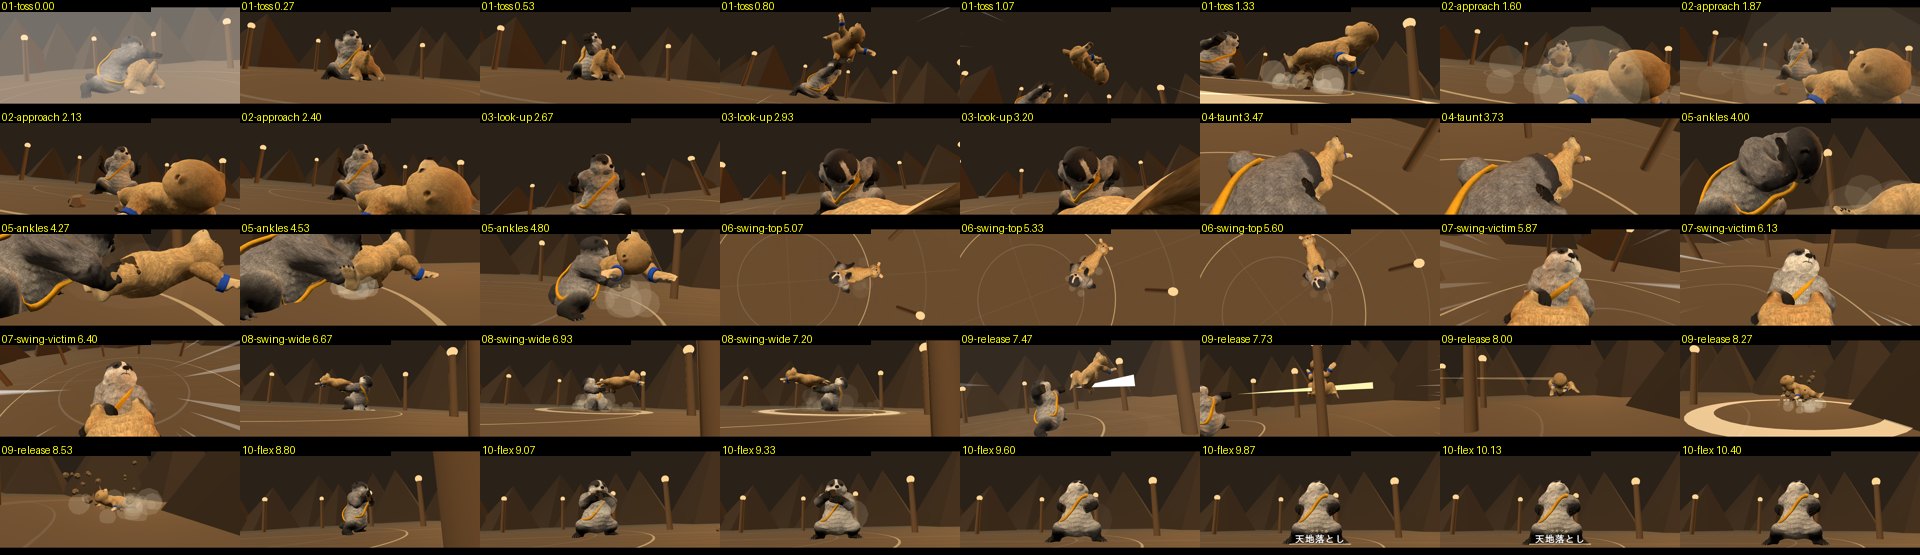 01-toss 0.00
01-toss 0.27
01-toss 0.53
01-toss 0.80
01-toss 1.07
01-toss 1.33
02-approach 1.60
02-approach 1.87
02-approach 2.13
02-approach 2.40
03-look-up 2.67
03-look-up 2.93
03-look-up 3.20
04-taunt 3.47
04-taunt 3.73
05-ankles 4.00
05-ankles 4.27
05-ankles 4.53
05-ankles 4.80
06-swing-top 5.07
06-swing-top 5.33
06-swing-top 5.60
07-swing-victim 5.87
07-swing-victim 6.13
07-swing-victim 6.40
08-swing-wide 6.67
08-swing-wide 6.93
08-swing-wide 7.20
09-release 7.47
09-release 7.73
09-release 8.00
09-release 8.27
09-release 8.53
10-flex 8.80
10-flex 9.07
10-flex 9.33
10-flex 9.60
10-flex 9.87
10-flex 10.13
10-flex 10.40
天地落とし
天地落とし